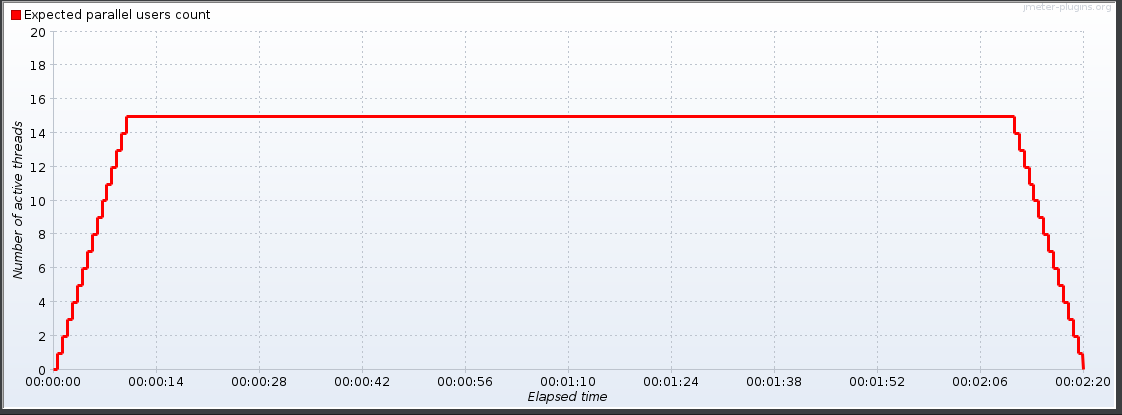 Expected parallel users count
jmeter-plugins.org
20
18
16
14
12
10
8
6
4
2
0
Number of active threads
00:00:00 00:00:14 00:00:28 00:00:42 00:00:56 00:01:10 00:01:24 00:01:38 00:01:52 00:02:06 00:02:20
Elapsed time